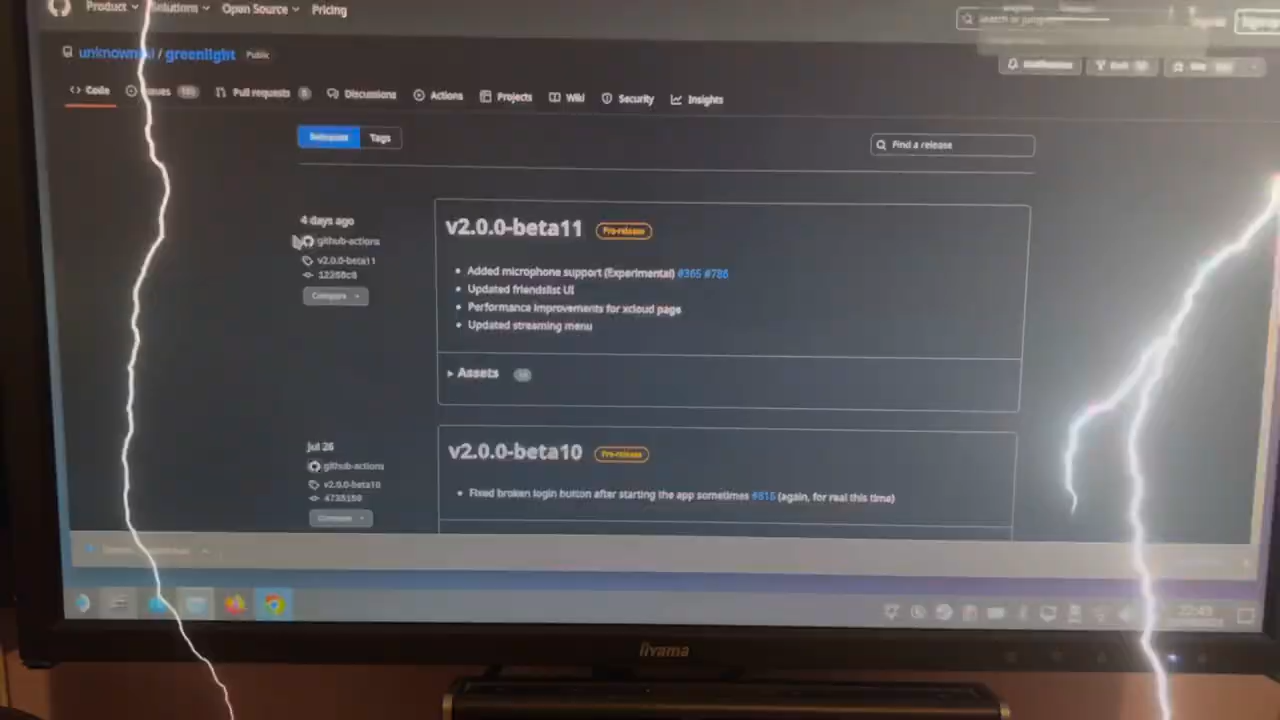 Product Solutions Open Source Pricing
/ greenlight Public
Code
Pull requests
Discussions
Actions
Projects
Wiki
Security
Insights
Tags
Find a release
4 days ago
github-actions
v2.0.0-beta11
v2.0.0-beta11 Pre-release
Added microphone support (Experimental) #365 #786
Updated friendslist UI
Performance improvements for xcloud page
Updated streaming menu
Assets
Jul 26
github-actions
v2.0.0-beta10
4735159
v2.0.0-beta10 Pre-release
Fixed broken login button after starting the app sometimes #815 (again, for real this time)
iiyama